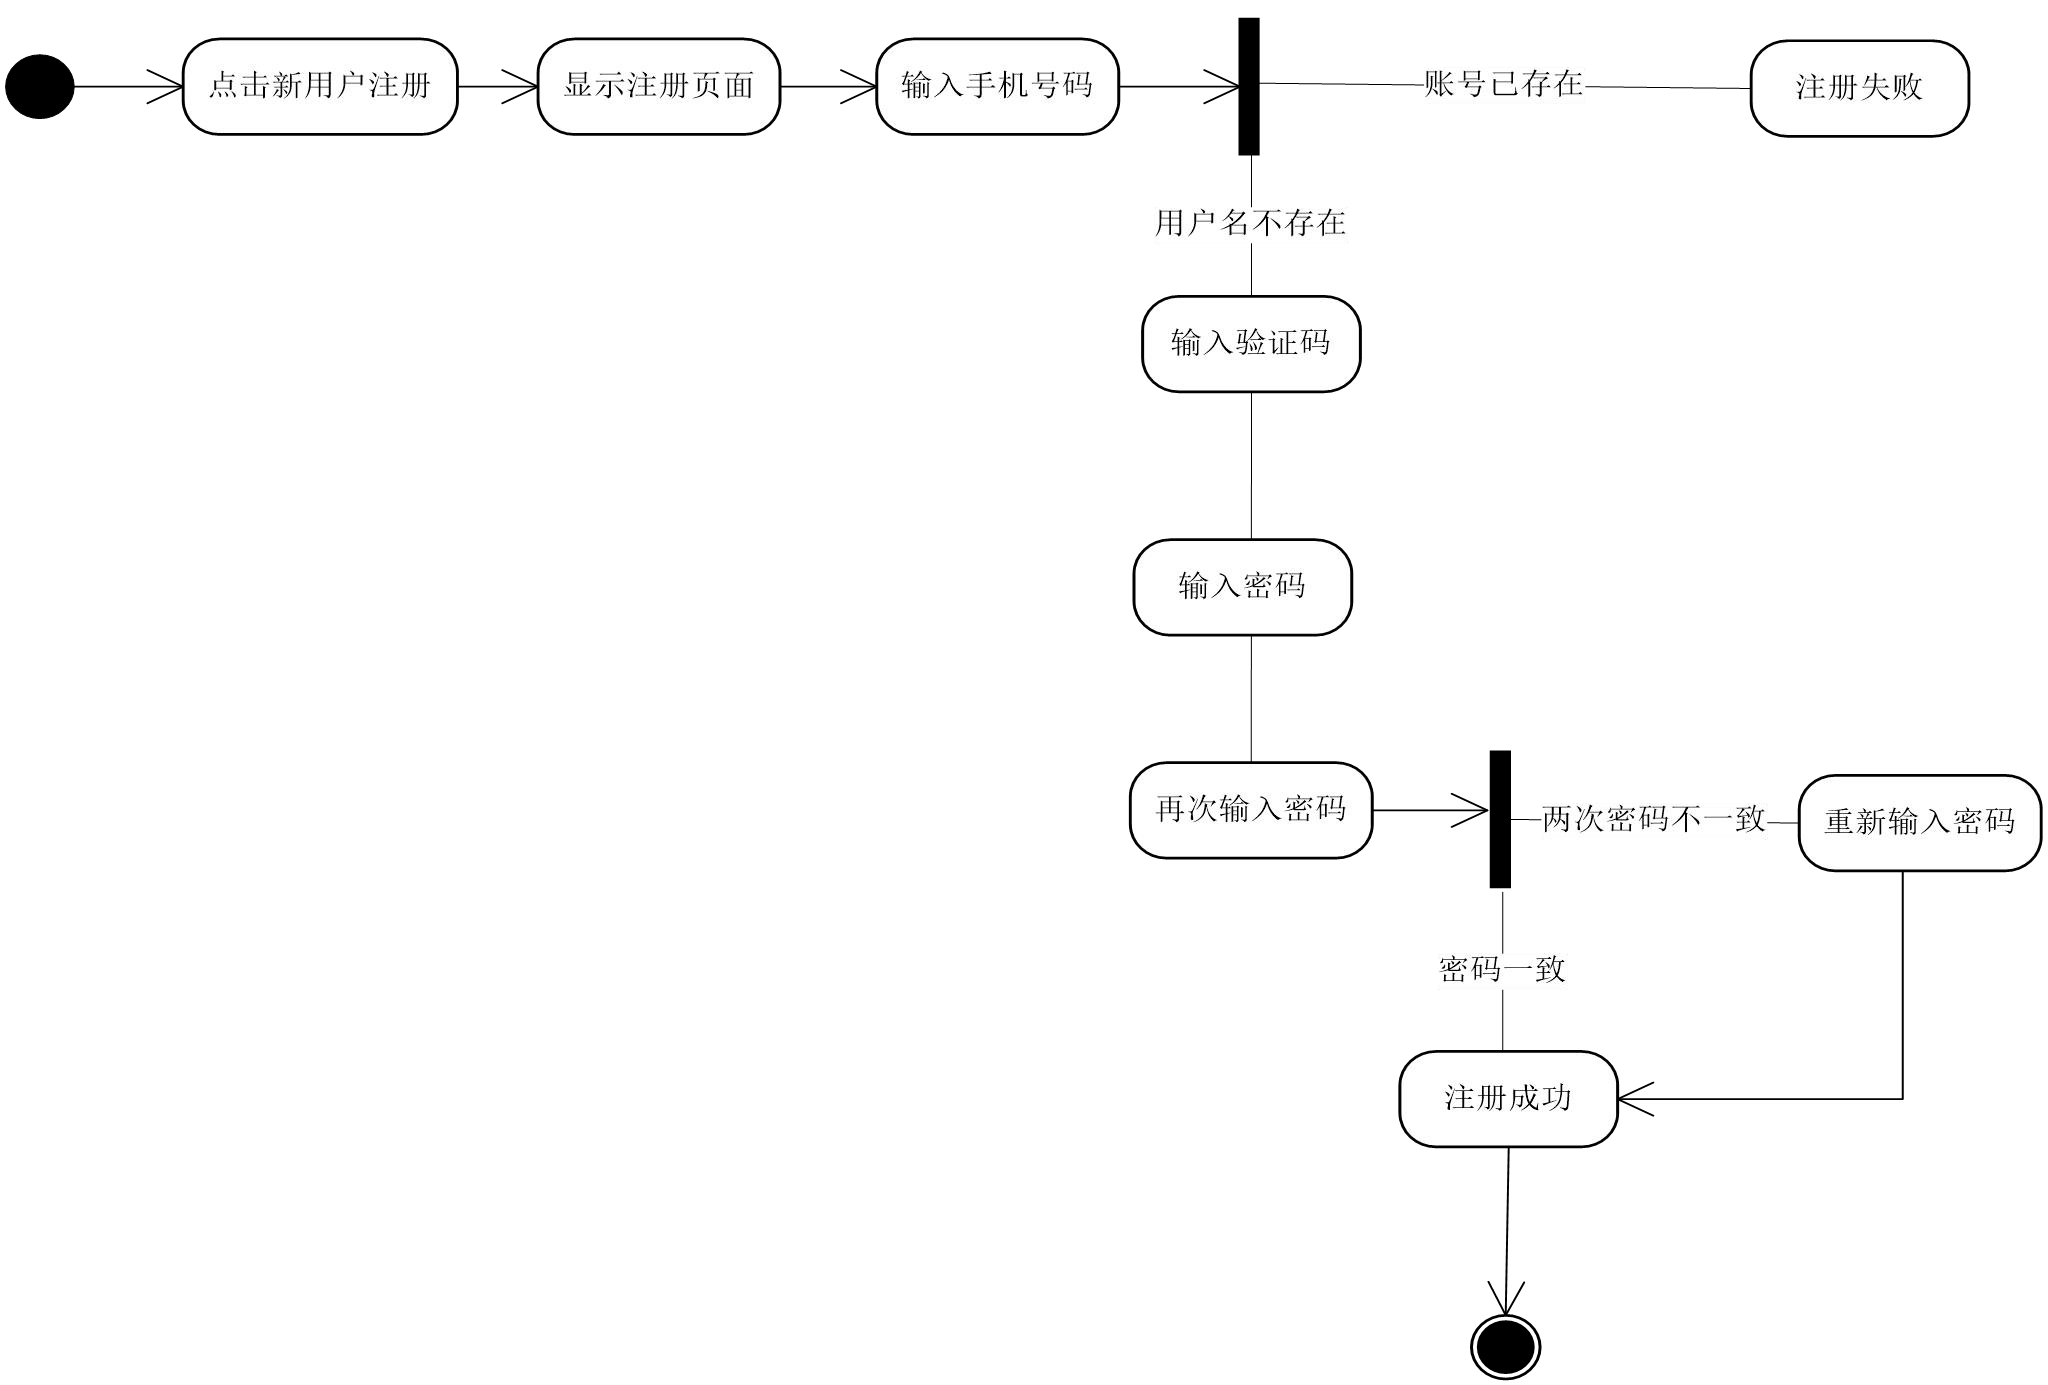 点击新用户注册
显示注册页面
输入手机号码
账号已存在
注册失败
用户名不存在
输入验证码
输入密码
再次输入密码
两次密码不一致
重新输入密码
密码一致
注册成功